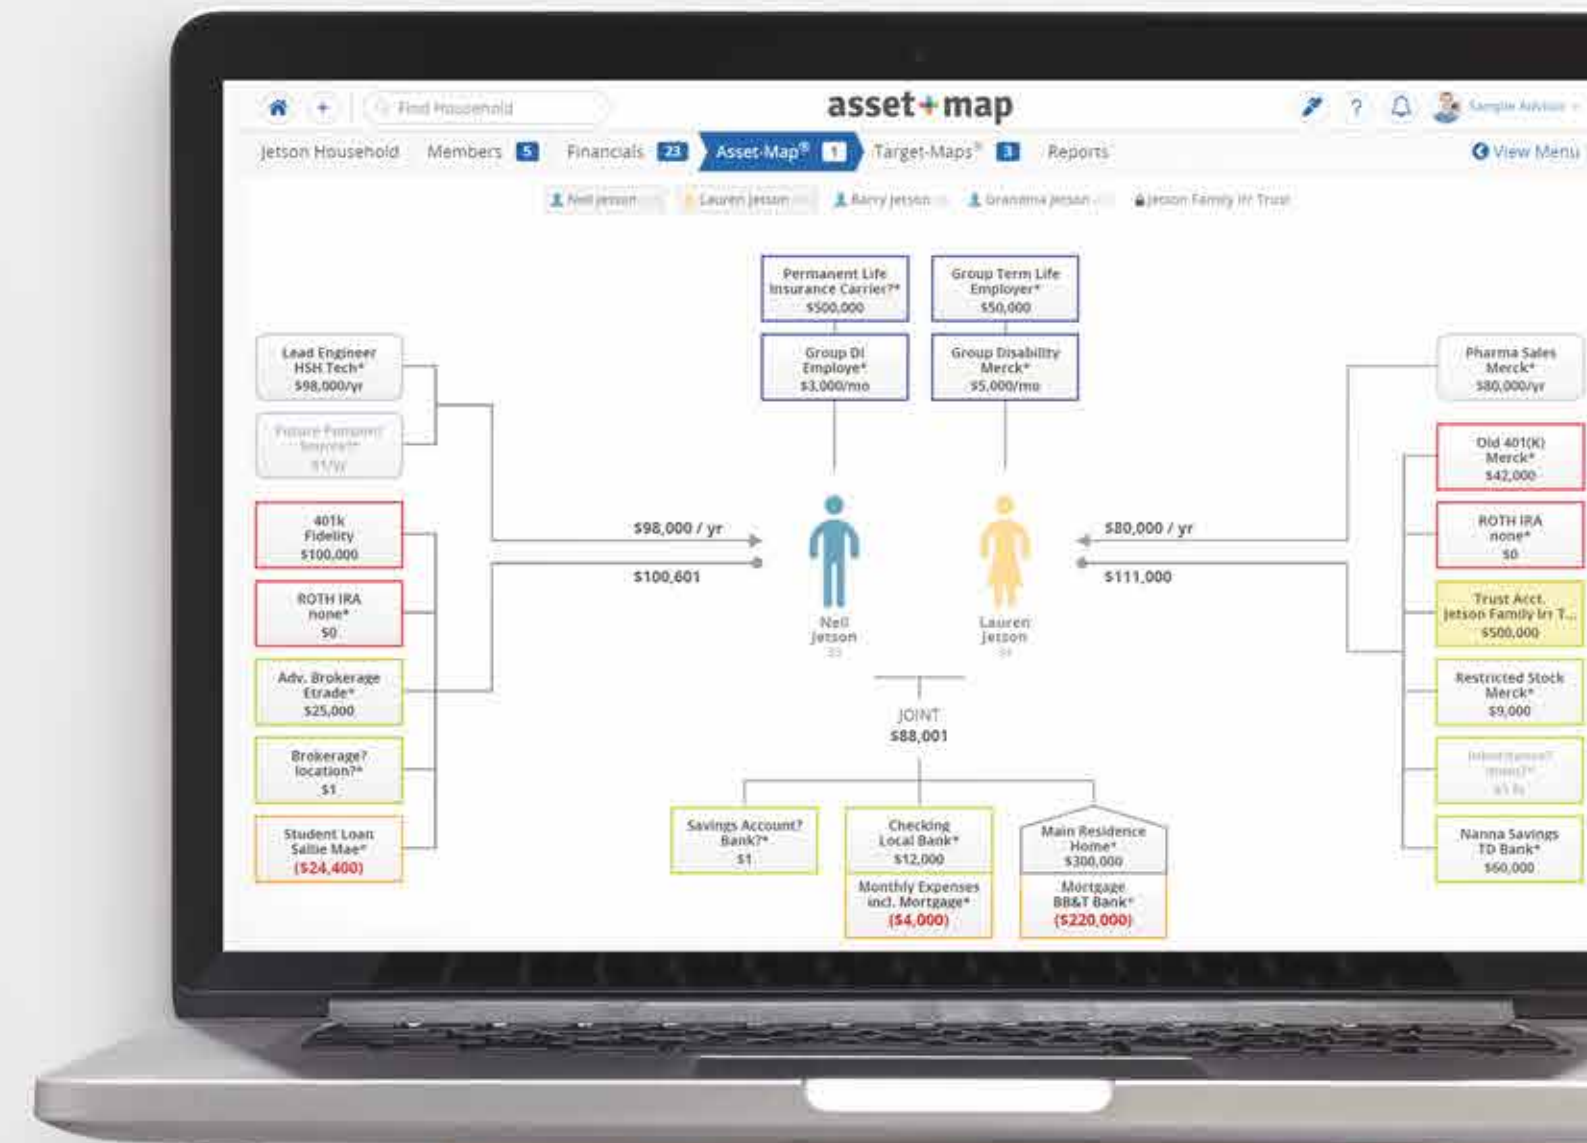 Find Household
asset+map
?
Sample Advisor
Jetson Household
Members 5
Financials 23
Asset-Map® 1
Target-Maps® 3
Reports
View Menu
Neil Jetson
Lauren Jetson
Barry Jetson
Grandma Jetson
Jetson Family Irr Trust
Permanent Life
Insurance Carrier?*
$500,000
Group Term Life
Employer*
$50,000
Group DI
Employe*
$3,000/mo
Group Disability
Merck*
$5,000/mo
Lead Engineer
HSH Tech*
$98,000/yr
$1/yr
401k
Fidelity
$100,000
ROTH IRA
none*
$0
Adv. Brokerage
Etrade*
$25,000
Brokerage?
location?*
$1
Student Loan
Sallie Mae*
($24,400)
$98,000 / yr
$100,601
Neil
Jetson
Lauren
Jetson
$80,000 / yr
$111,000
JOINT
$88,001
Savings Account?
Bank?*
$1
Checking
Local Bank*
$12,000
Monthly Expenses
incl. Mortgage*
($4,000)
Main Residence
Home*
$300,000
Mortgage
BB&T Bank*
($220,000)
Pharma Sales
Merck*
$80,000/yr
Old 401(K)
Merck*
$42,000
ROTH IRA
none*
$0
Trust Acct.
Jetson Family Irr T...
$500,000
Restricted Stock
Merck*
$9,000
Inheritance?
Nanna Savings
TD Bank*
$60,000